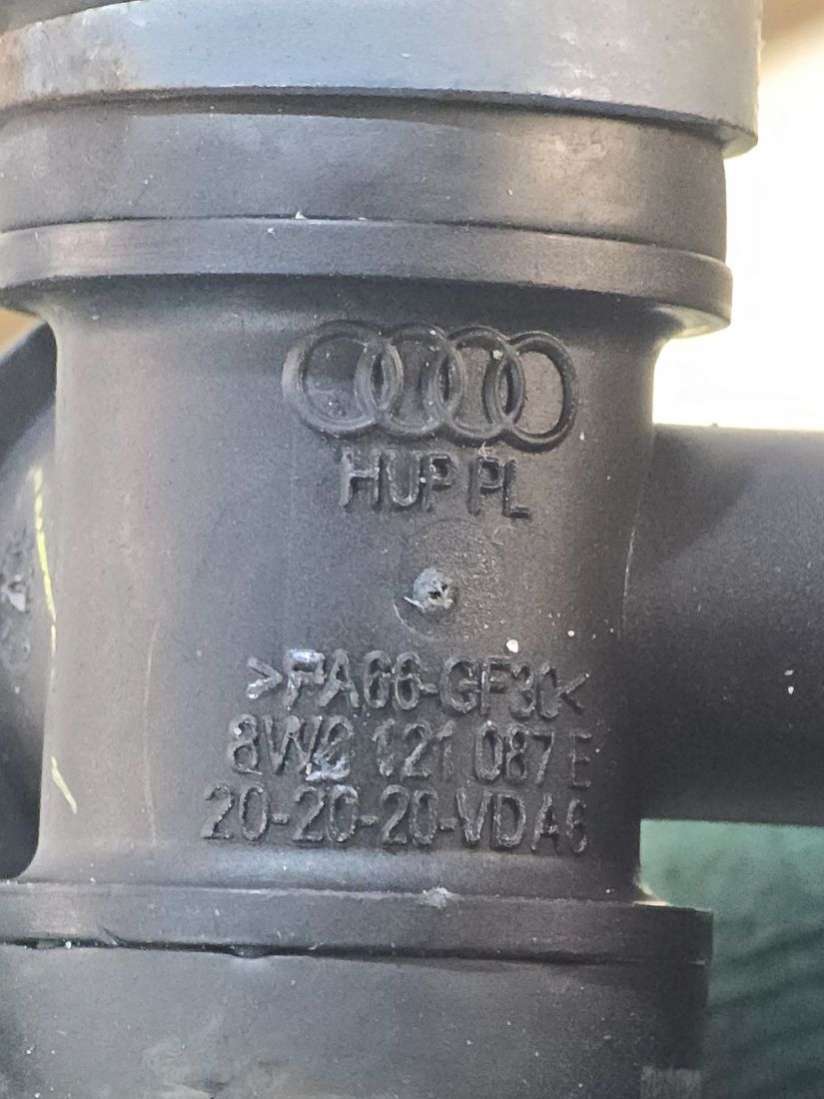 HUP PL
>PA66-GF30<
8W0 121 087 E
20-20-20-VDA6